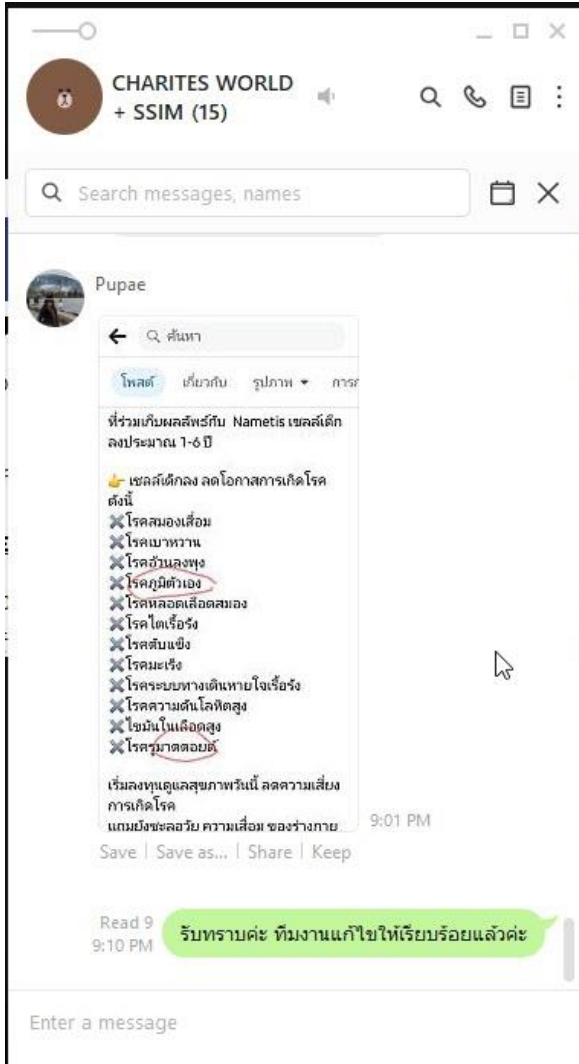 CHARITES WORLD
+ SSIM (15)
Search messages, names
Pupae
ค้นหา
โพสต์ เกี่ยวกับ รูปภาพ
ที่ร่วมเก็บผลลัพธ์กับ Nametis เซลล์เด็ก
ลงประมาณ 1-6 ปี
👉 เซลล์เด็กลง ลดโอกาสการเกิดโรค
ดังนี้
❌โรคสมองเสื่อม
❌โรคเบาหวาน
❌โรคอ้วนลงพุง
❌โรคภูมิตัวเอง
❌โรคหลอดเลือดสมอง
❌โรคไตเรื้อรัง
❌โรคตับแข็ง
❌โรคมะเร็ง
❌โรคระบบทางเดินหายใจเรื้อรัง
❌โรคความดันโลหิตสูง
❌ไขมันในเลือดสูง
❌โรครูมาตตอยด์
เริ่มลงทุนดูแลสุขภาพวันนี้ ลดความเสี่ยง
การเกิดโรค
แถมยังชะลอวัย ความเสื่อม ของร่างกาย
9:01 PM
Save | Save as... | Share | Keep
Read 9
9:10 PM
รับทราบค่ะ ทีมงานแก้ไขให้เรียบร้อยแล้วค่ะ
Enter a message